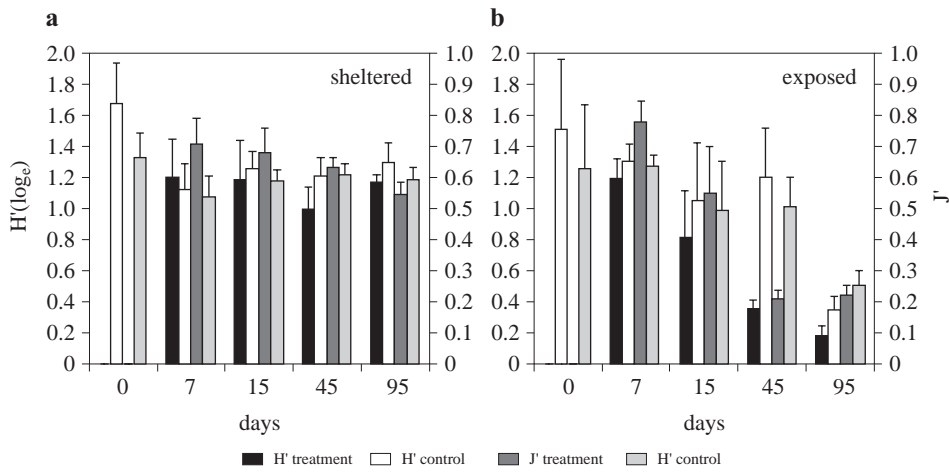 a
b
2.0 1.0 2.0 1.0
sheltered exposed
1.8 0.9 1.8 0.9
1.6 0.8 1.6 0.8
1.4 0.7 1.4 0.7
1.2 0.6 1.2 0.6
1.0 0.5 1.0 0.5
0.8 0.4 0.8 0.4
0.6 0.3 0.6 0.3
0.4 0.2 0.4 0.2
0.2 0.1 0.2 0.1
0 0 0 0
H'(loge)
J'
0 7 15 45 95 0 7 15 45 95
days days
H' treatment H' control J' treatment H' control